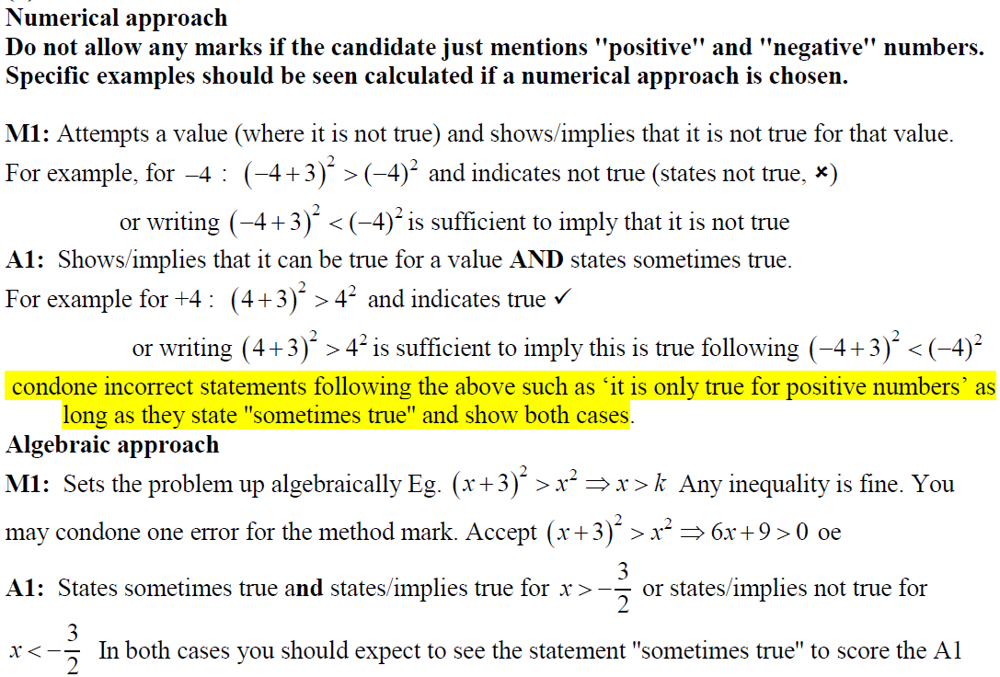 Numerical approach
Do not allow any marks if the candidate just mentions "positive" and "negative" numbers.
Specific examples should be seen calculated if a numerical approach is chosen.
M1: Attempts a value (where it is not true) and shows/implies that it is not true for that value.
For example, for −4 : (−4+3)² > (−4)² and indicates not true (states not true, ✗)
or writing (−4+3)² < (−4)² is sufficient to imply that it is not true
A1: Shows/implies that it can be true for a value AND states sometimes true.
For example for +4 : (4+3)² > 4² and indicates true ✓
or writing (4+3)² > 4² is sufficient to imply this is true following (−4+3)² < (−4)²
condone incorrect statements following the above such as ‘it is only true for positive numbers’ as
long as they state "sometimes true" and show both cases.
Algebraic approach
M1: Sets the problem up algebraically Eg. (x+3)² > x² ⇒ x > k Any inequality is fine. You
may condone one error for the method mark. Accept (x+3)² > x² ⇒ 6x+9 > 0 oe
A1: States sometimes true and states/implies true for x > −3/2 or states/implies not true for
x < −3/2 In both cases you should expect to see the statement "sometimes true" to score the A1